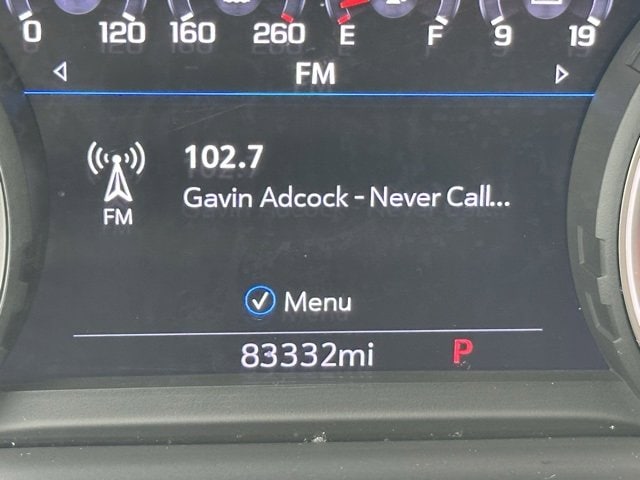 0 120 160 260 E F 9 19
FM
102.7
Gavin Adcock - Never Call...
FM
Menu
83332mi P